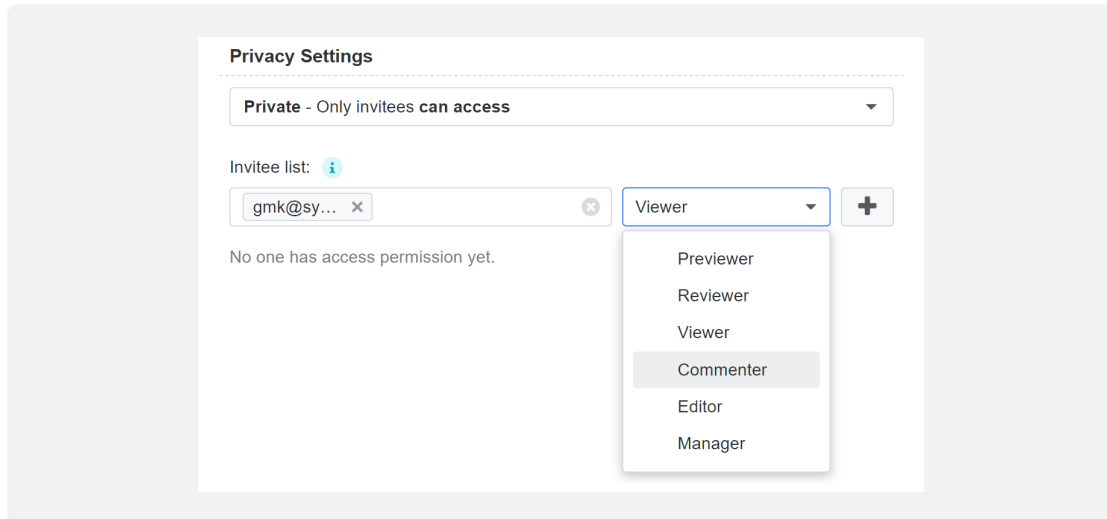 Privacy Settings
Private - Only invitees can access
Invitee list:
gmk@sy...
Viewer
No one has access permission yet.
Previewer
Reviewer
Viewer
Commenter
Editor
Manager